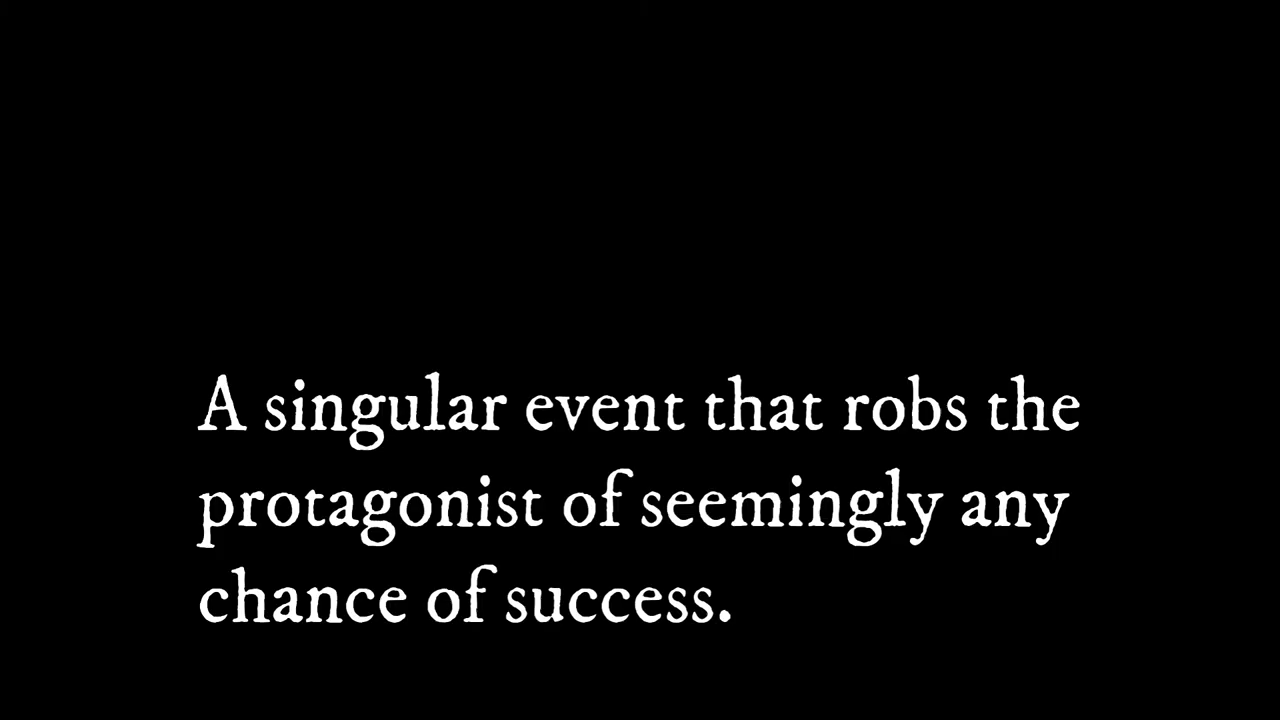 A singular event that robs the
protagonist of seemingly any
chance of success.